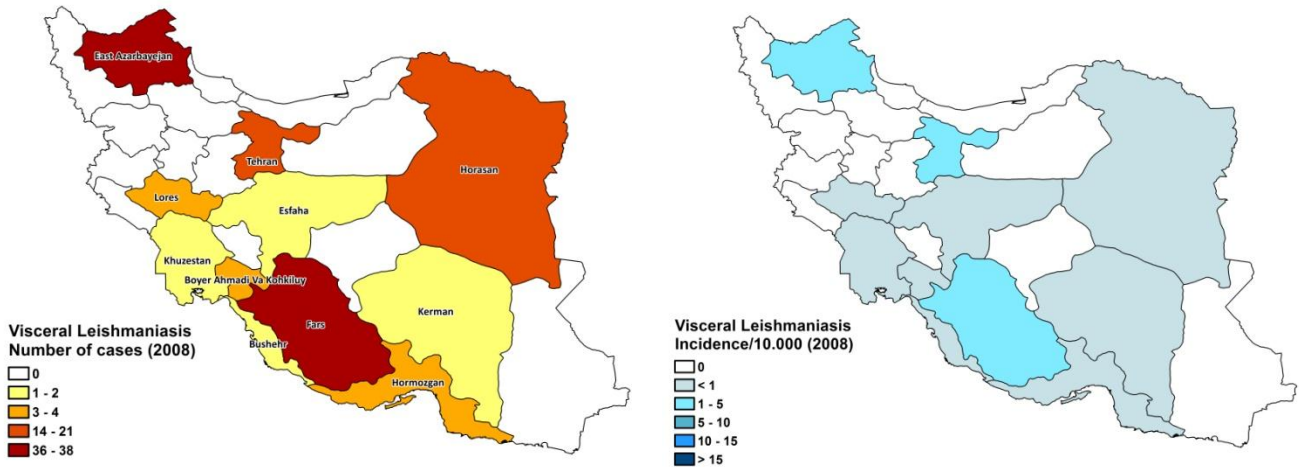 East Azarbayejan
Tehran
Horasan
Lores
Esfaha
Khuzestan
Boyer Ahmadi Va Kohkiluy
Fars
Kerman
Bushehr
Hormozgan
Visceral Leishmaniasis
Number of cases (2008)
0
1 - 2
3 - 4
14 - 21
36 - 38
Visceral Leishmaniasis
Incidence/10.000 (2008)
0
< 1
1 - 5
5 - 10
10 - 15
> 15